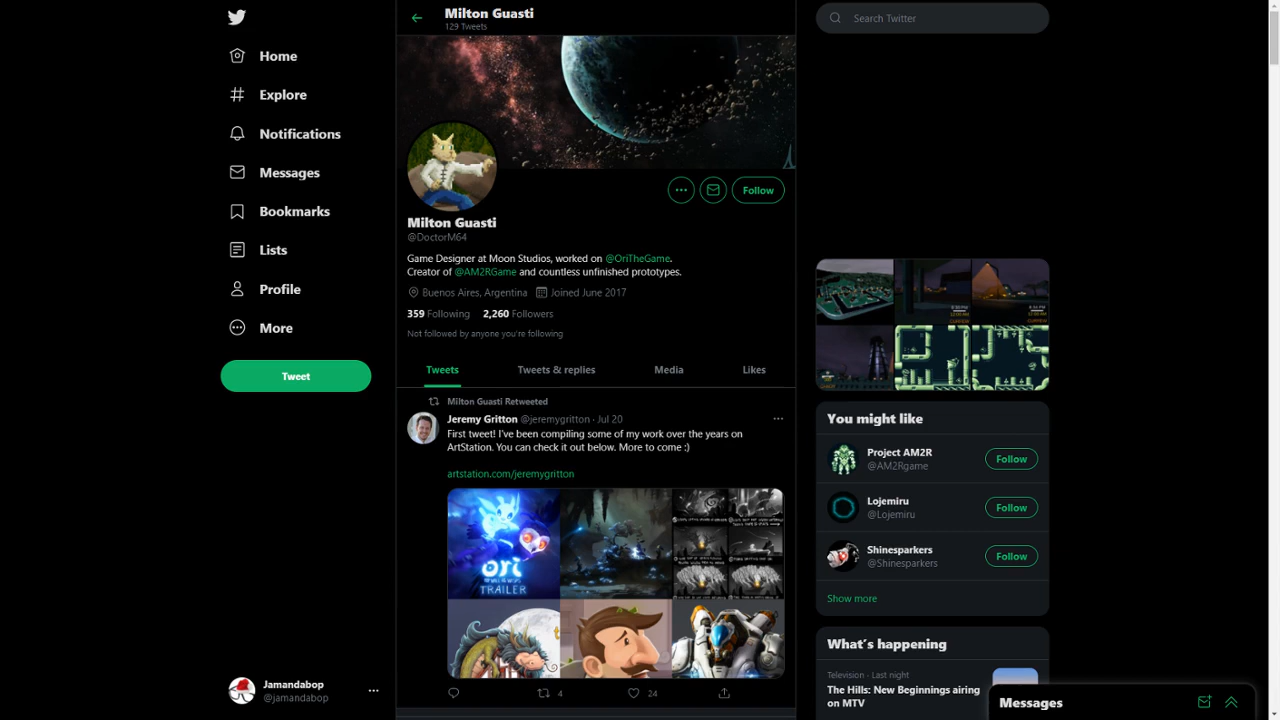 Home
Explore
Notifications
Messages
Bookmarks
Lists
Profile
More
Tweet
Jamandabop
@jamandabop
Milton Guasti
129 Tweets
Follow
Milton Guasti
@DoctorM64
Game Designer at Moon Studios, worked on @OriTheGame.
Creator of @AM2RGame and countless unfinished prototypes.
Buenos Aires, Argentina Joined June 2017
359 Following 2,260 Followers
Not followed by anyone you're following
Tweets Tweets & replies Media Likes
Milton Guasti Retweeted
Jeremy Gritton @jeremygritton · Jul 20
First tweet! I've been compiling some of my work over the years on
ArtStation. You can check it out below. More to come :)
artstation.com/jeremygritton
ori
TRAILER
4 24
Search Twitter
You might like
Project AM2R
@AM2Rgame
Follow
Lojemiru
@Lojemiru
Follow
Shinesparkers
@Shinesparkers
Follow
Show more
What's happening
Television · Last night
The Hills: New Beginnings airing
on MTV
Messages